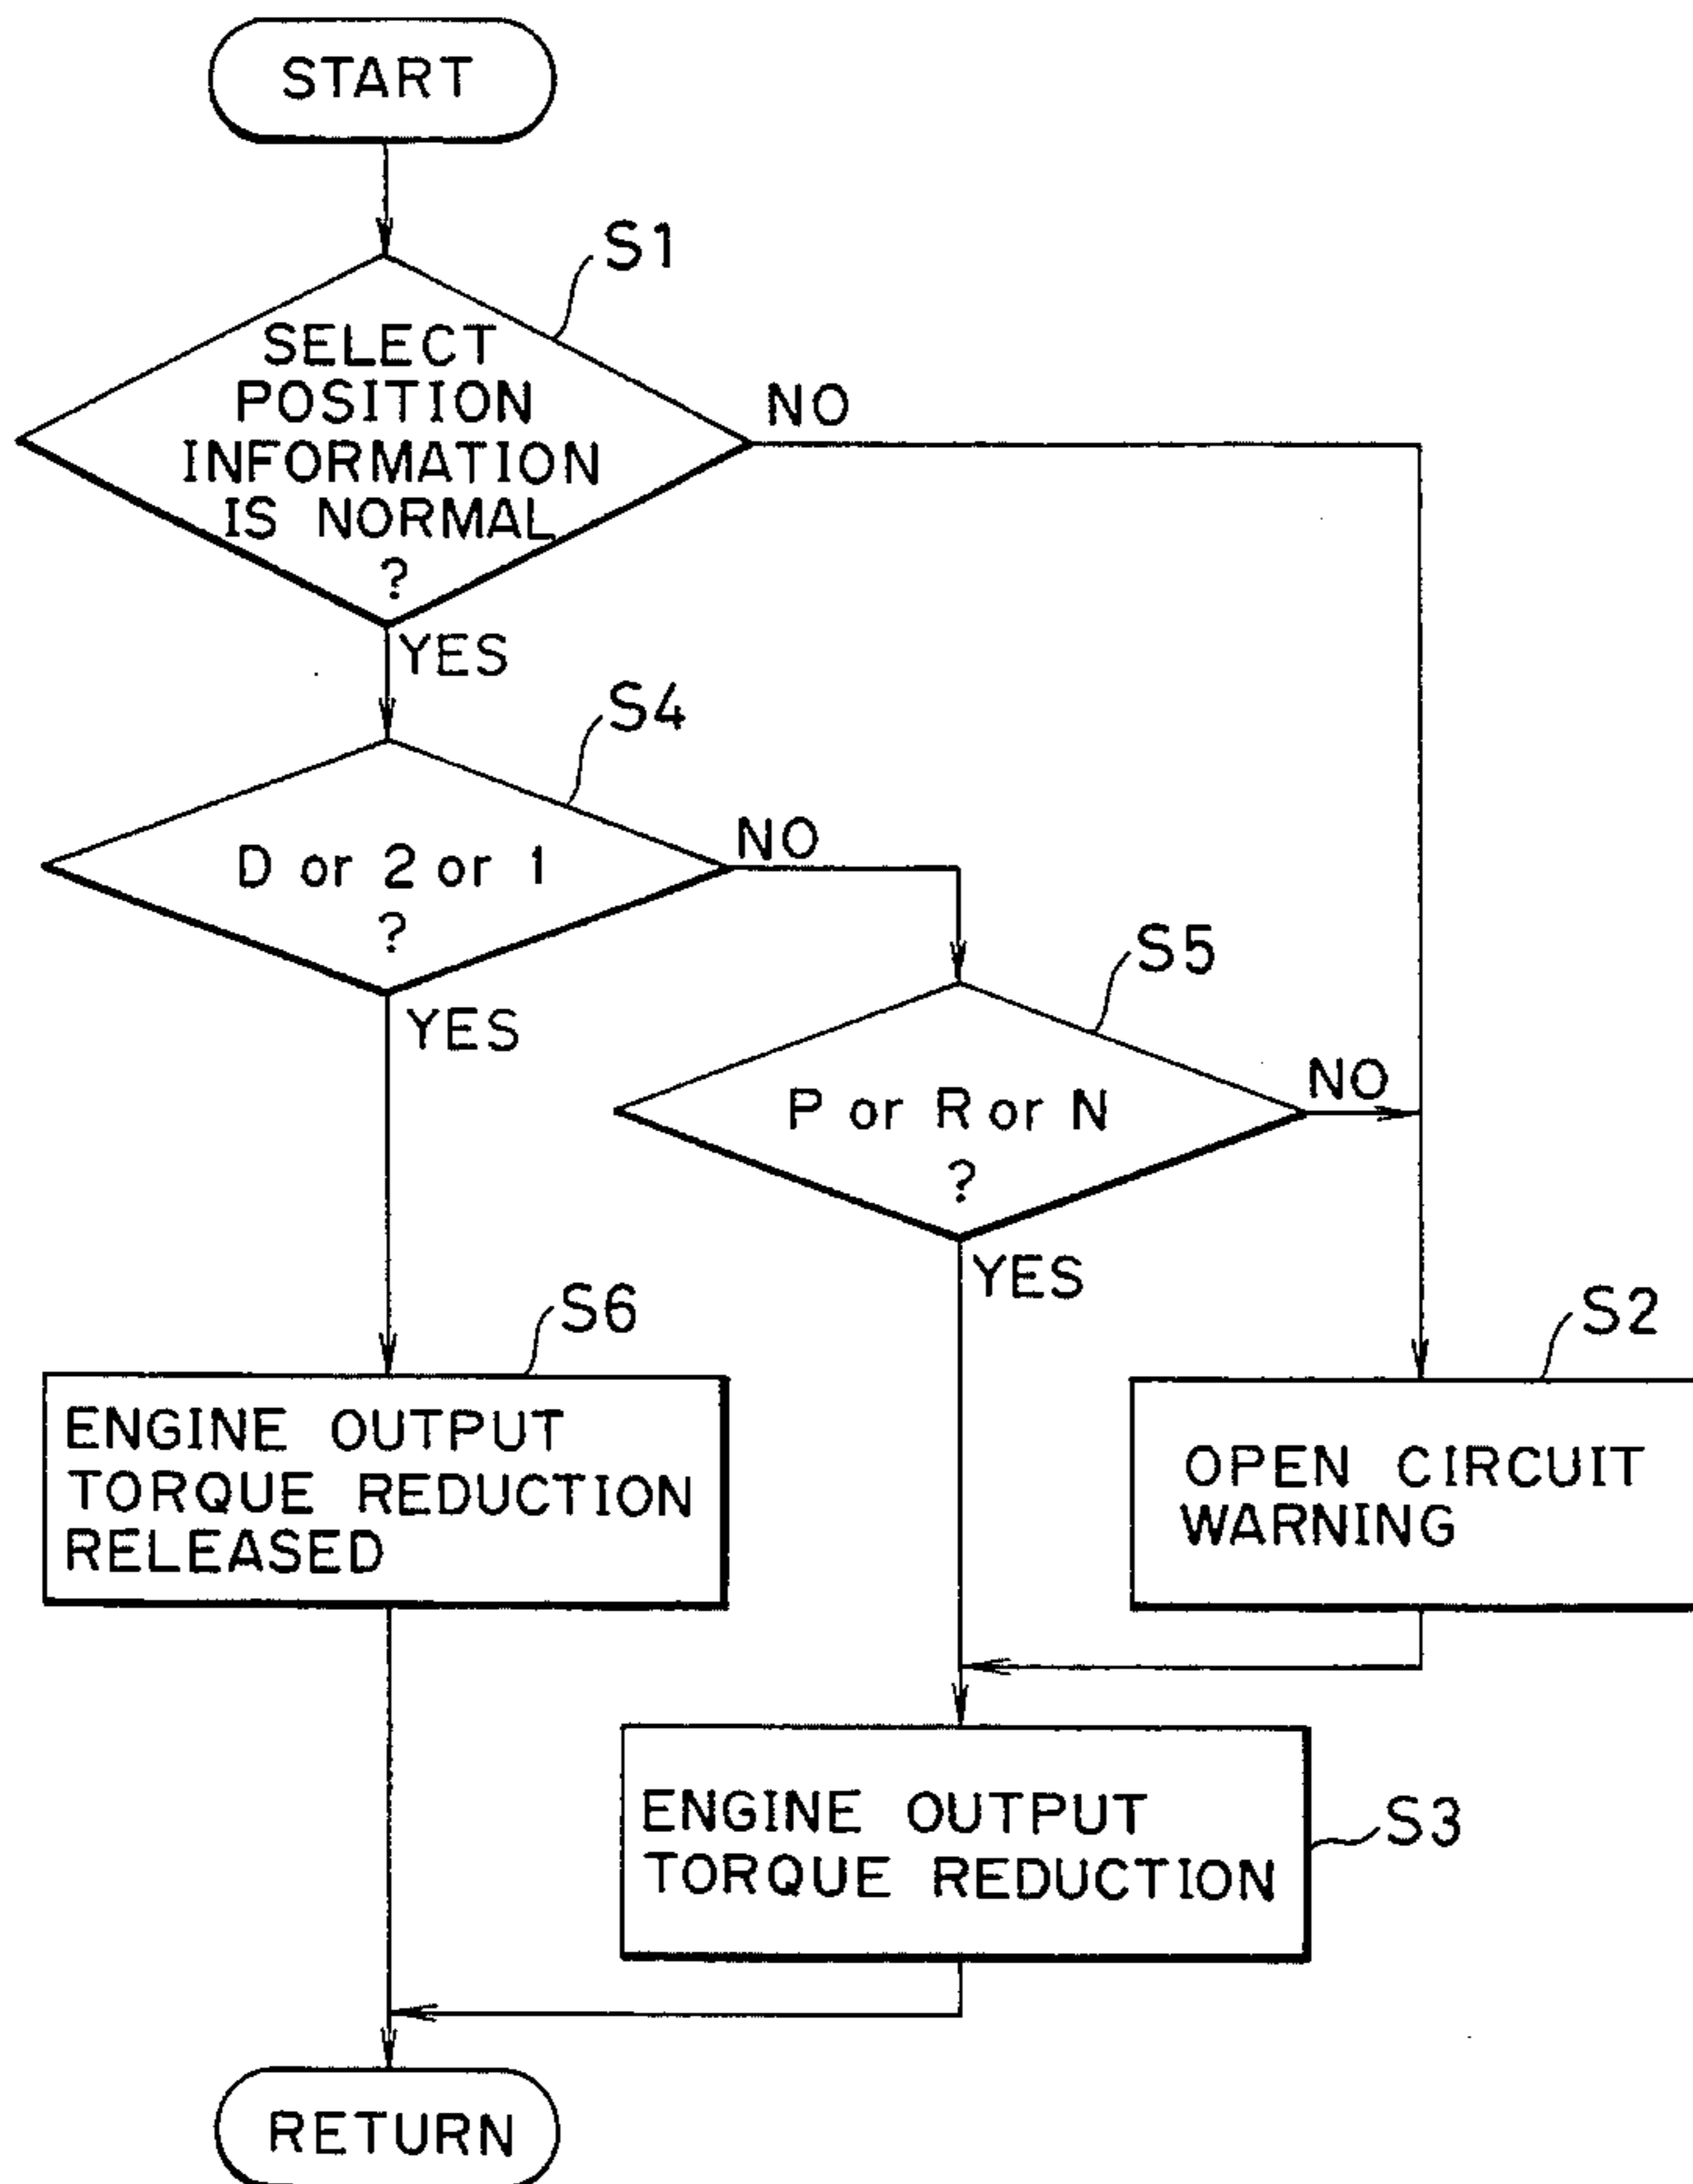 START
S1
SELECT
POSITION
INFORMATION
IS NORMAL
?
NO
YES
S4
D or 2 or 1
?
NO
YES
S5
P or R or N
?
NO
YES
S6
ENGINE OUTPUT
TORQUE REDUCTION
RELEASED
S2
OPEN CIRCUIT
WARNING
ENGINE OUTPUT
TORQUE REDUCTION
S3
RETURN